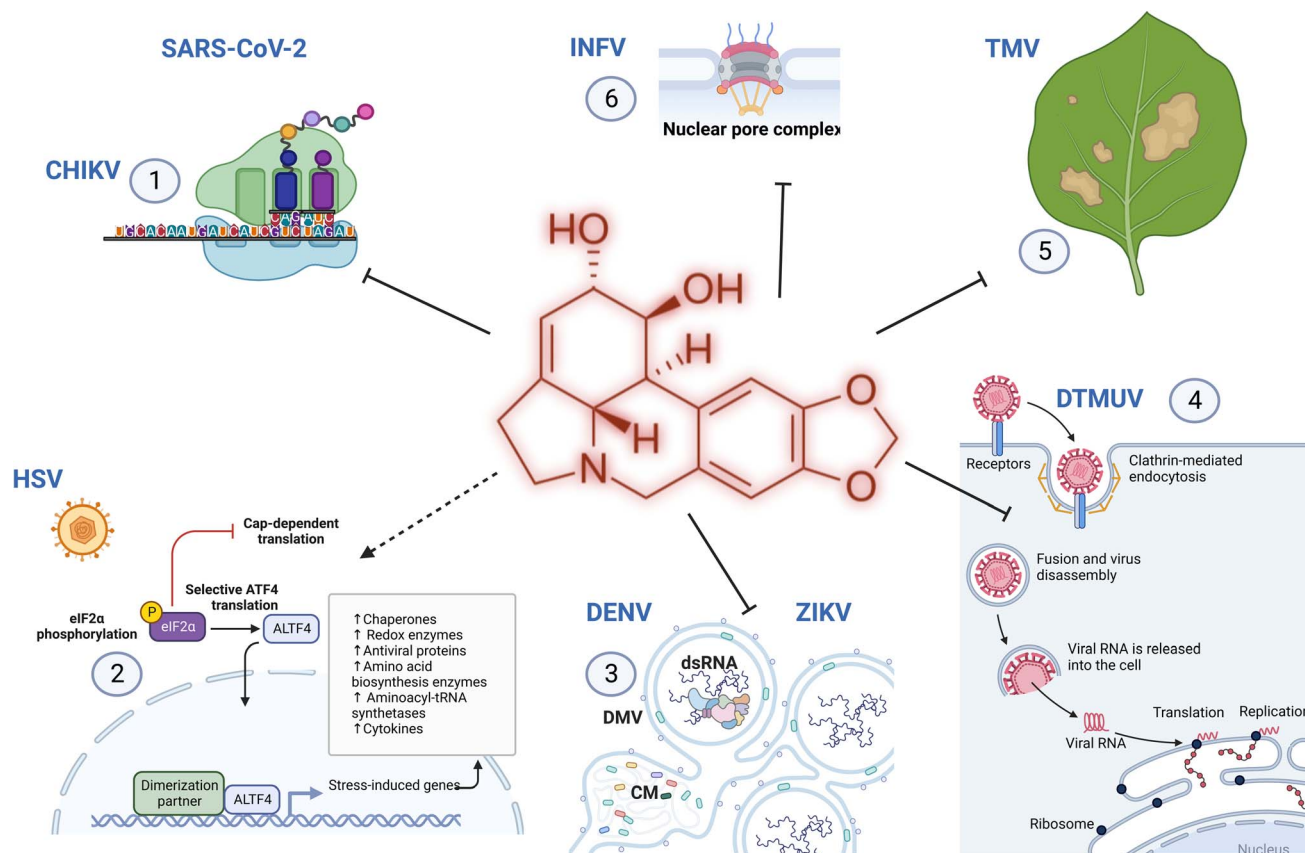 SARS-CoV-2
INFV
TMV
6
Nuclear pore complex
CHIKV
1
CAGAUC
UGCACAAUGAUCAUCGUCUAGAU
5
HO
OH
H
H
N
O
O
DTMUV
4
Receptors
Clathrin-mediated
endocytosis
Fusion and virus
disassembly
Viral RNA is released
into the cell
Translation
Replication
Viral RNA
Ribosome
Nucleus
HSV
Cap-dependent
translation
Selective ATF4
translation
P
eIF2α
phosphorylation
eIF2α
ALTF4
2
↑Chaperones
↑ Redox enzymes
↑Antiviral proteins
↑Amino acid
biosynthesis enzymes
↑ Aminoacyl-tRNA
synthetases
↑Cytokines
Dimerization
partner
ALTF4
Stress-induced genes
DENV
ZIKV
3
dsRNA
DMV
CM